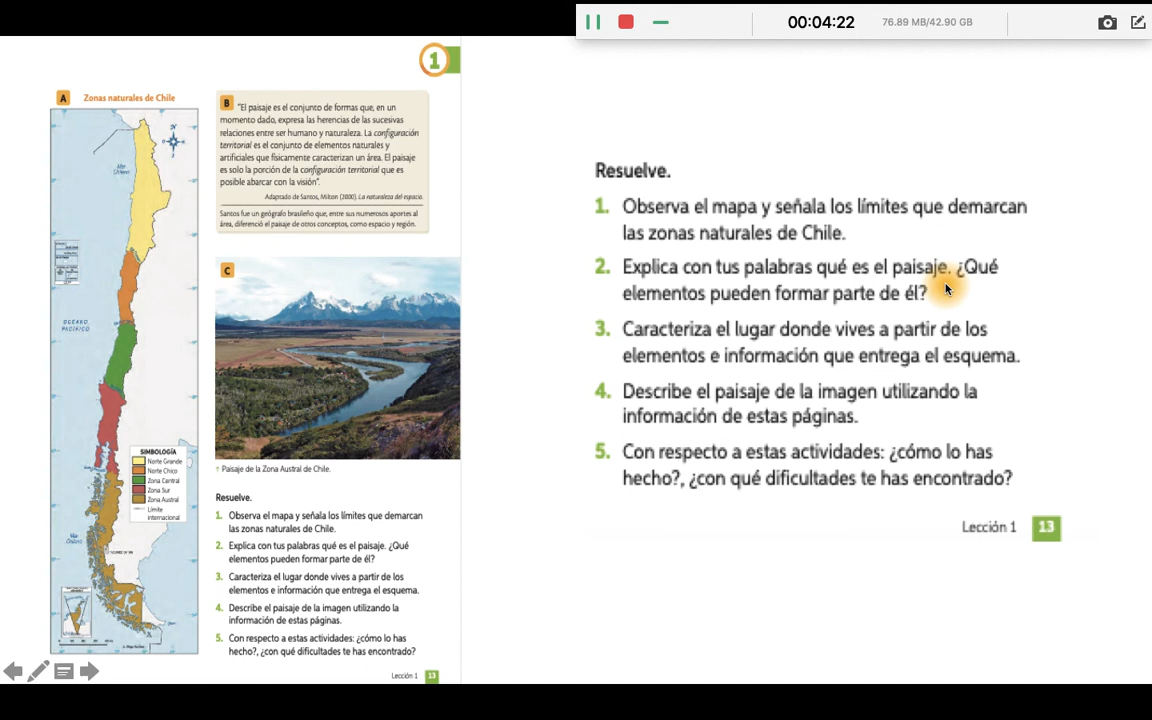 00:04:22
76.89 MB/42.90 GB
1
A Zonas naturales de Chile
Mar
Chileno
OCÉANO
PACÍFICO
Mar
Chileno
SIMBOLOGÍA
Norte Grande
Norte Chico
Zona Central
Zona Sur
Zona Austral
Límite
internacional
B "El paisaje es el conjunto de formas que, en un
momento dado, expresa las herencias de las sucesivas
relaciones entre ser humano y naturaleza. La configuración
territorial es el conjunto de elementos naturales y
artificiales que físicamente caracterizan un área. El paisaje
es solo la porción de la configuración territorial que es
posible abarcar con la visión".
Adaptado de Santos, Milton (2000). La naturaleza del espacio.
Santos fue un geógrafo brasileño que, entre sus numerosos aportes al
área, diferenció el paisaje de otros conceptos, como espacio y región.
C
↑ Paisaje de la Zona Austral de Chile.
Resuelve.
1. Observa el mapa y señala los límites que demarcan
las zonas naturales de Chile.
2. Explica con tus palabras qué es el paisaje. ¿Qué
elementos pueden formar parte de él?
3. Caracteriza el lugar donde vives a partir de los
elementos e información que entrega el esquema.
4. Describe el paisaje de la imagen utilizando la
información de estas páginas.
5. Con respecto a estas actividades: ¿cómo lo has
hecho?, ¿con qué dificultades te has encontrado?
Lección 1 13
Resuelve.
1. Observa el mapa y señala los límites que demarcan
las zonas naturales de Chile.
2. Explica con tus palabras qué es el paisaje. ¿Qué
elementos pueden formar parte de él?
3. Caracteriza el lugar donde vives a partir de los
elementos e información que entrega el esquema.
4. Describe el paisaje de la imagen utilizando la
información de estas páginas.
5. Con respecto a estas actividades: ¿cómo lo has
hecho?, ¿con qué dificultades te has encontrado?
Lección 1 13